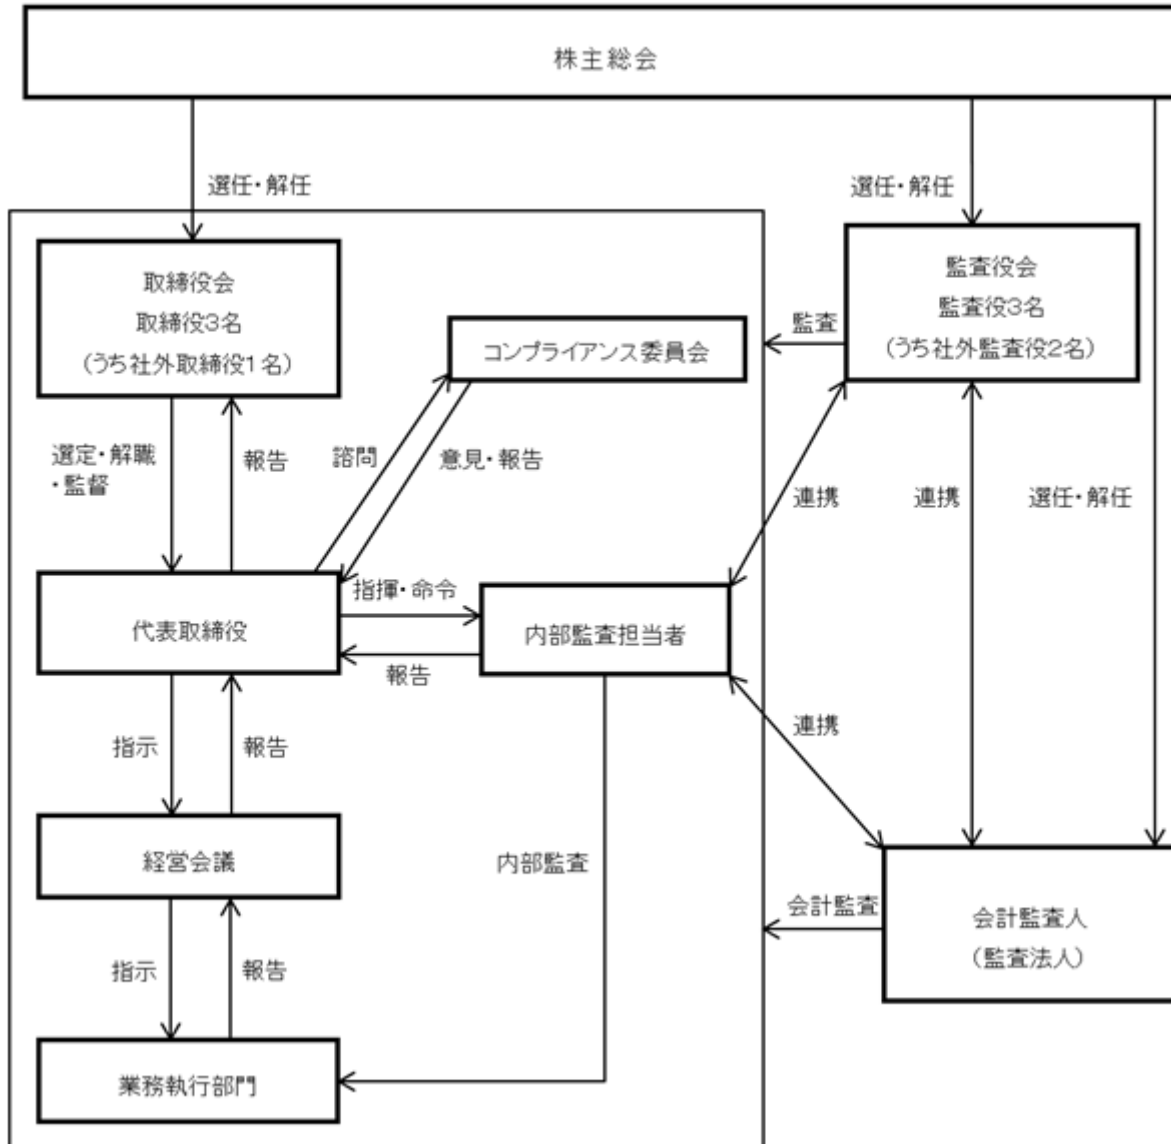 株主総会
選任・解任
選任・解任
取締役会
取締役3名
(うち社外取締役1名)
監査役会
監査役3名
(うち社外監査役2名)
監査
コンプライアンス委員会
選定・解職
・監督
報告
諮問
意見・報告
連携
連携
選任・解任
代表取締役
指揮・命令
報告
内部監査担当者
連携
指示
報告
経営会議
内部監査
会計監査
会計監査人
(監査法人)
指示
報告
業務執行部門